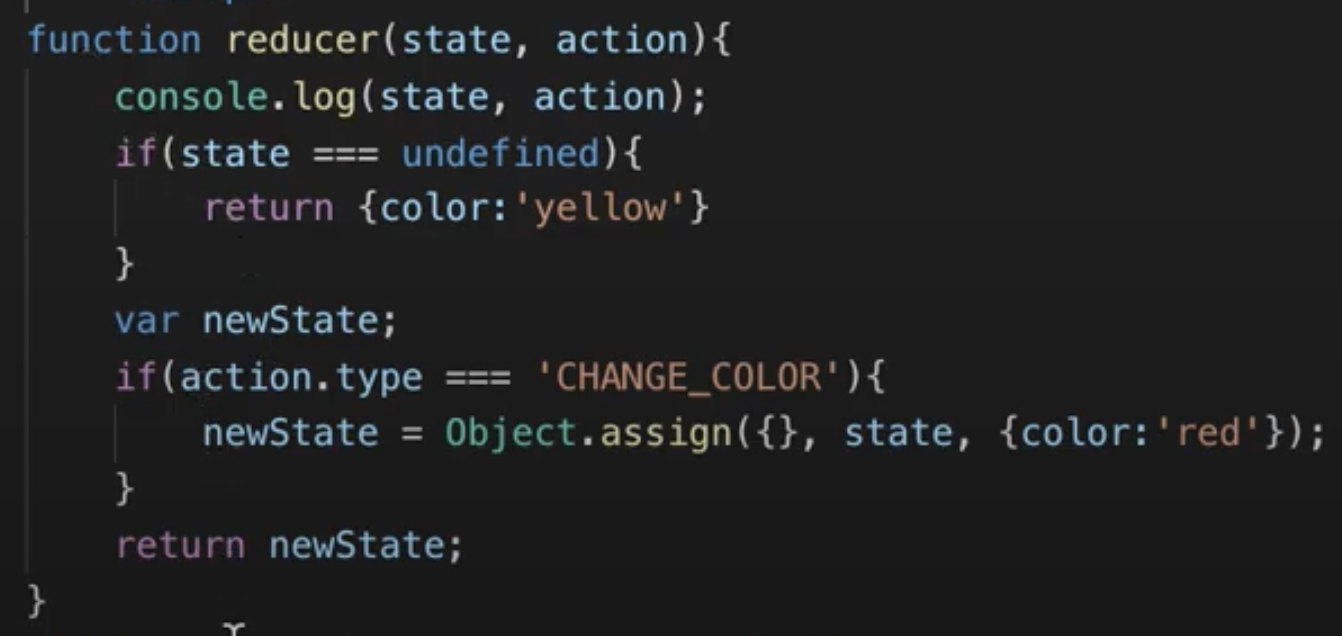 function reducer(state, action){
    console.log(state, action);
    if(state === undefined){
        return {color:'yellow'}
    }
    var newState;
    if(action.type === 'CHANGE_COLOR'){
        newState = Object.assign({}, state, {color:'red'});
    }
    return newState;
}